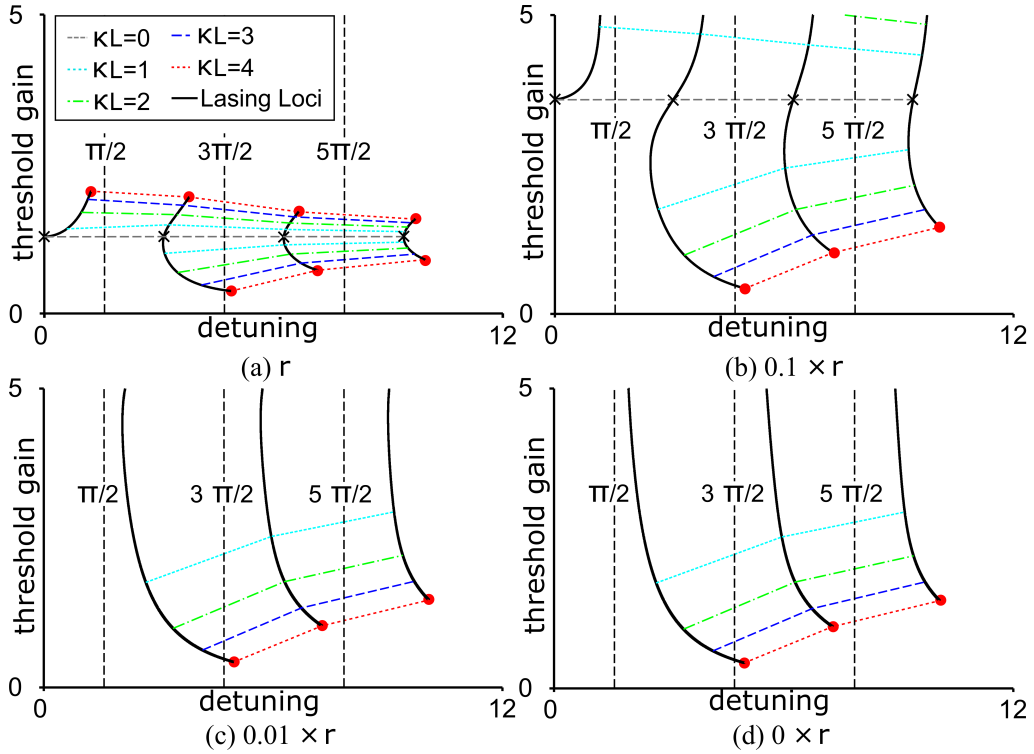 5
threshold gain
0
κL=0
κL=1
κL=2
κL=3
κL=4
Lasing Loci
π/2
3π/2
5π/2
0
detuning
12
(a) r
5
threshold gain
0
π/2
3 π/2
5 π/2
0
detuning
12
(b) 0.1 × r
5
threshold gain
0
π/2
3 π/2
5 π/2
0
detuning
12
(c) 0.01 × r
5
threshold gain
0
π/2
3 π/2
5 π/2
0
detuning
12
(d) 0 × r